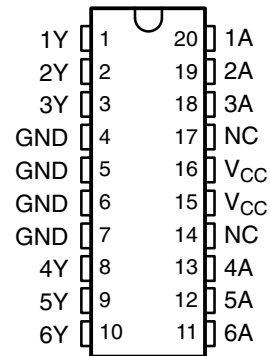 1Y 1 20 1A
2Y 2 19 2A
3Y 3 18 3A
GND 4 17 NC
GND 5 16 VCC
GND 6 15 VCC
GND 7 14 NC
4Y 8 13 4A
5Y 9 12 5A
6Y 10 11 6A